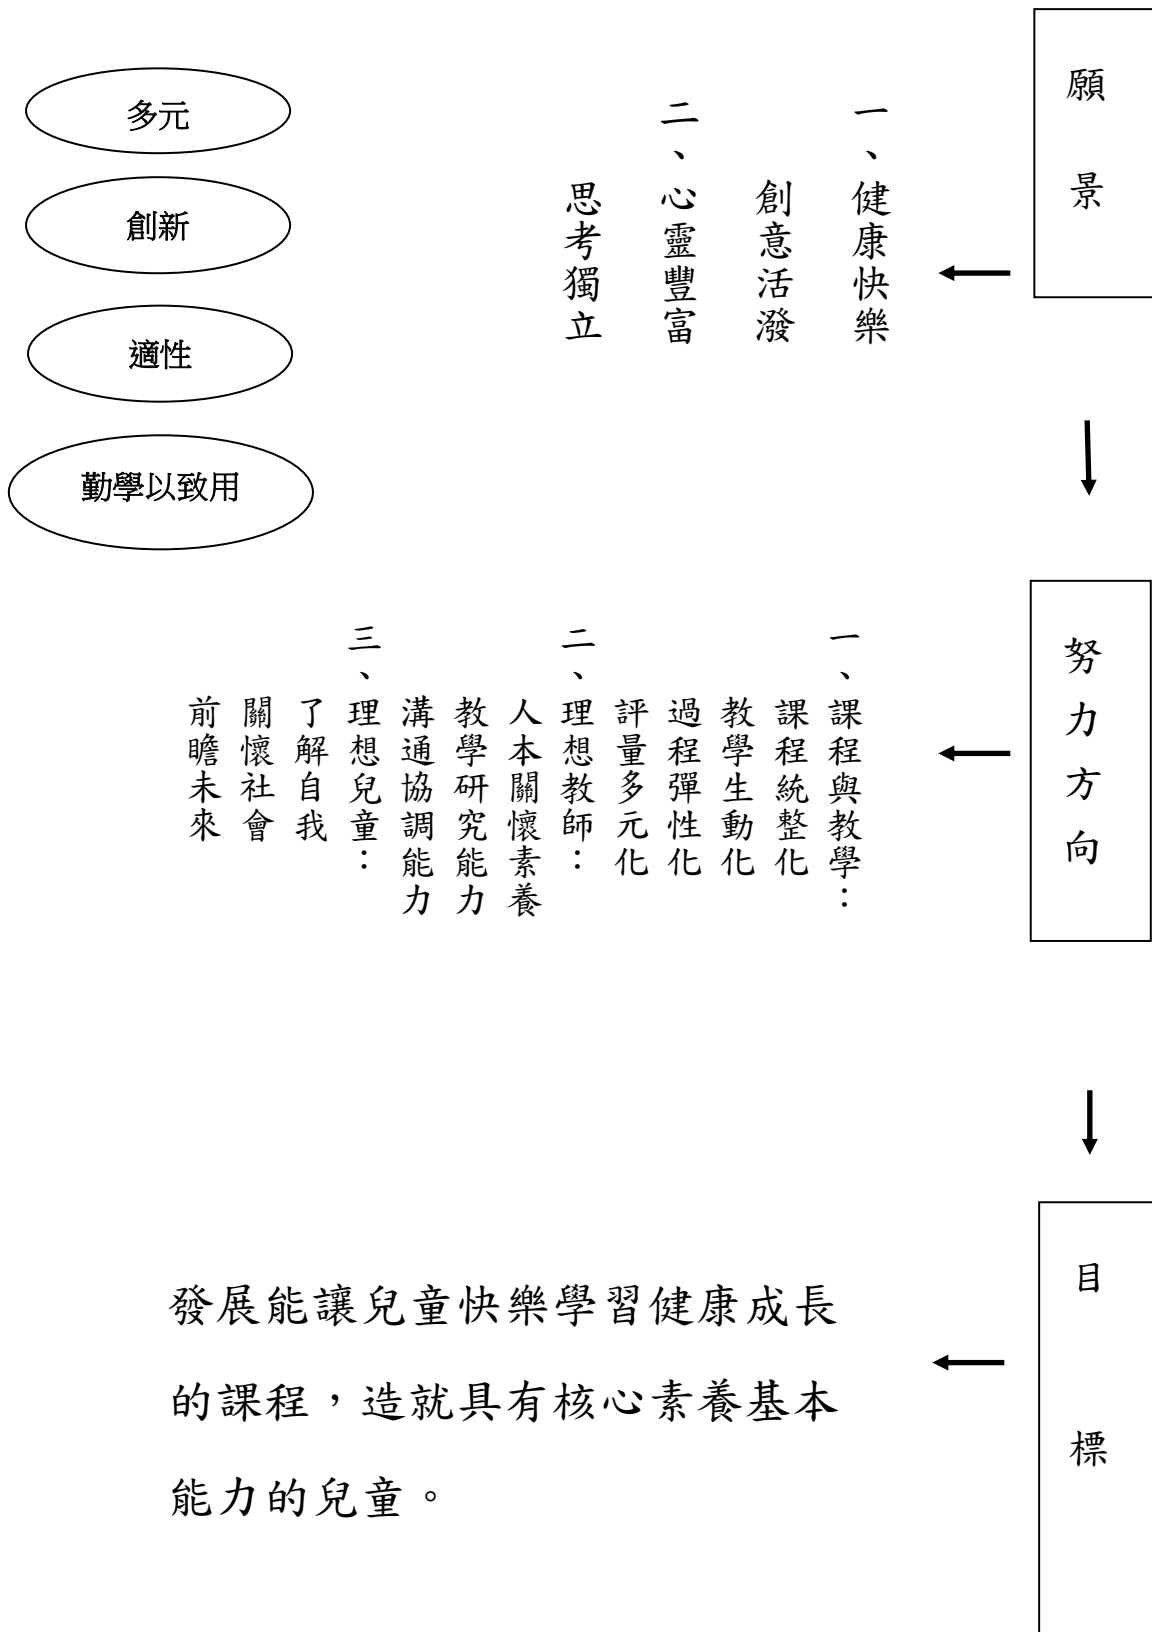 願景
一、健康快樂
創意活潑
二、心靈豐富
思考獨立
多元
創新
適性
勤學以致用
努力方向
一、課程與教學：
課程統整化
教學生動化
過程彈性化
評量多元化
二、理想教師：
人本關懷素養
教學研究能力
溝通協調能力
三、理想兒童：
了解自我
關懷社會
前瞻未來
目標
發展能讓兒童快樂學習健康成長
的課程，造就具有核心素養基本
能力的兒童。